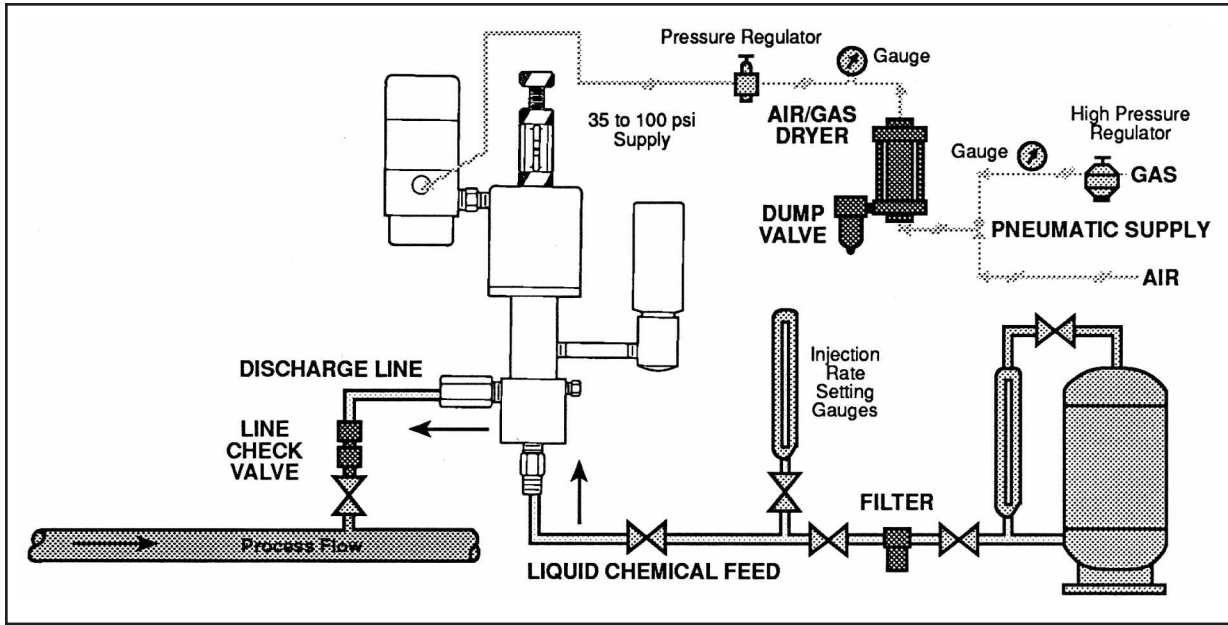 Pressure Regulator
Gauge
35 to 100 psi
Supply
AIR/GAS
DRYER
High Pressure
Regulator
Gauge
GAS
DUMP
VALVE
PNEUMATIC SUPPLY
AIR
DISCHARGE LINE
Injection
Rate
Setting
Gauges
LINE
CHECK
VALVE
FILTER
Process Flow
LIQUID CHEMICAL FEED